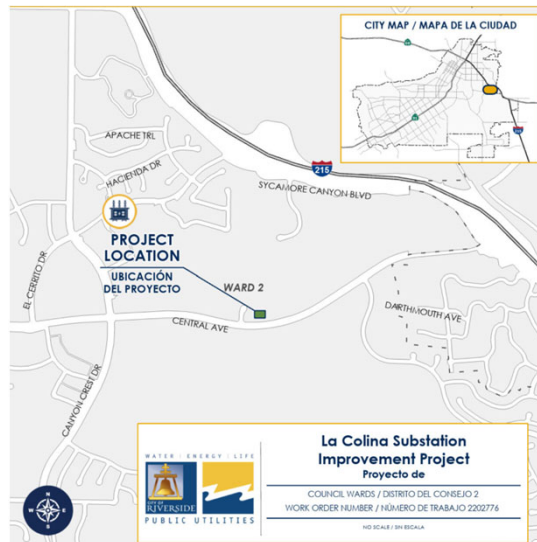 CITY MAP / MAPA DE LA CIUDAD
APACHE TRL
HACIENDA DR
215
SYCAMORE CANYON BLVD
PROJECT
LOCATION
UBICACIÓN
DEL PROYECTO
WARD 2
EL CERRITO DR
CENTRAL AVE
DARTHMOUTH AVE
CANYON CREST DR
WATER | ENERGY | LIFE
CITY OF
RIVERSIDE
PUBLIC UTILITIES
La Colina Substation
Improvement Project
Proyecto de
COUNCIL WARDS / DISTRITO DEL CONSEJO 2
WORK ORDER NUMBER / NÚMERO DE TRABAJO 2202776
NO SCALE / SIN ESCALA
N
W E
S